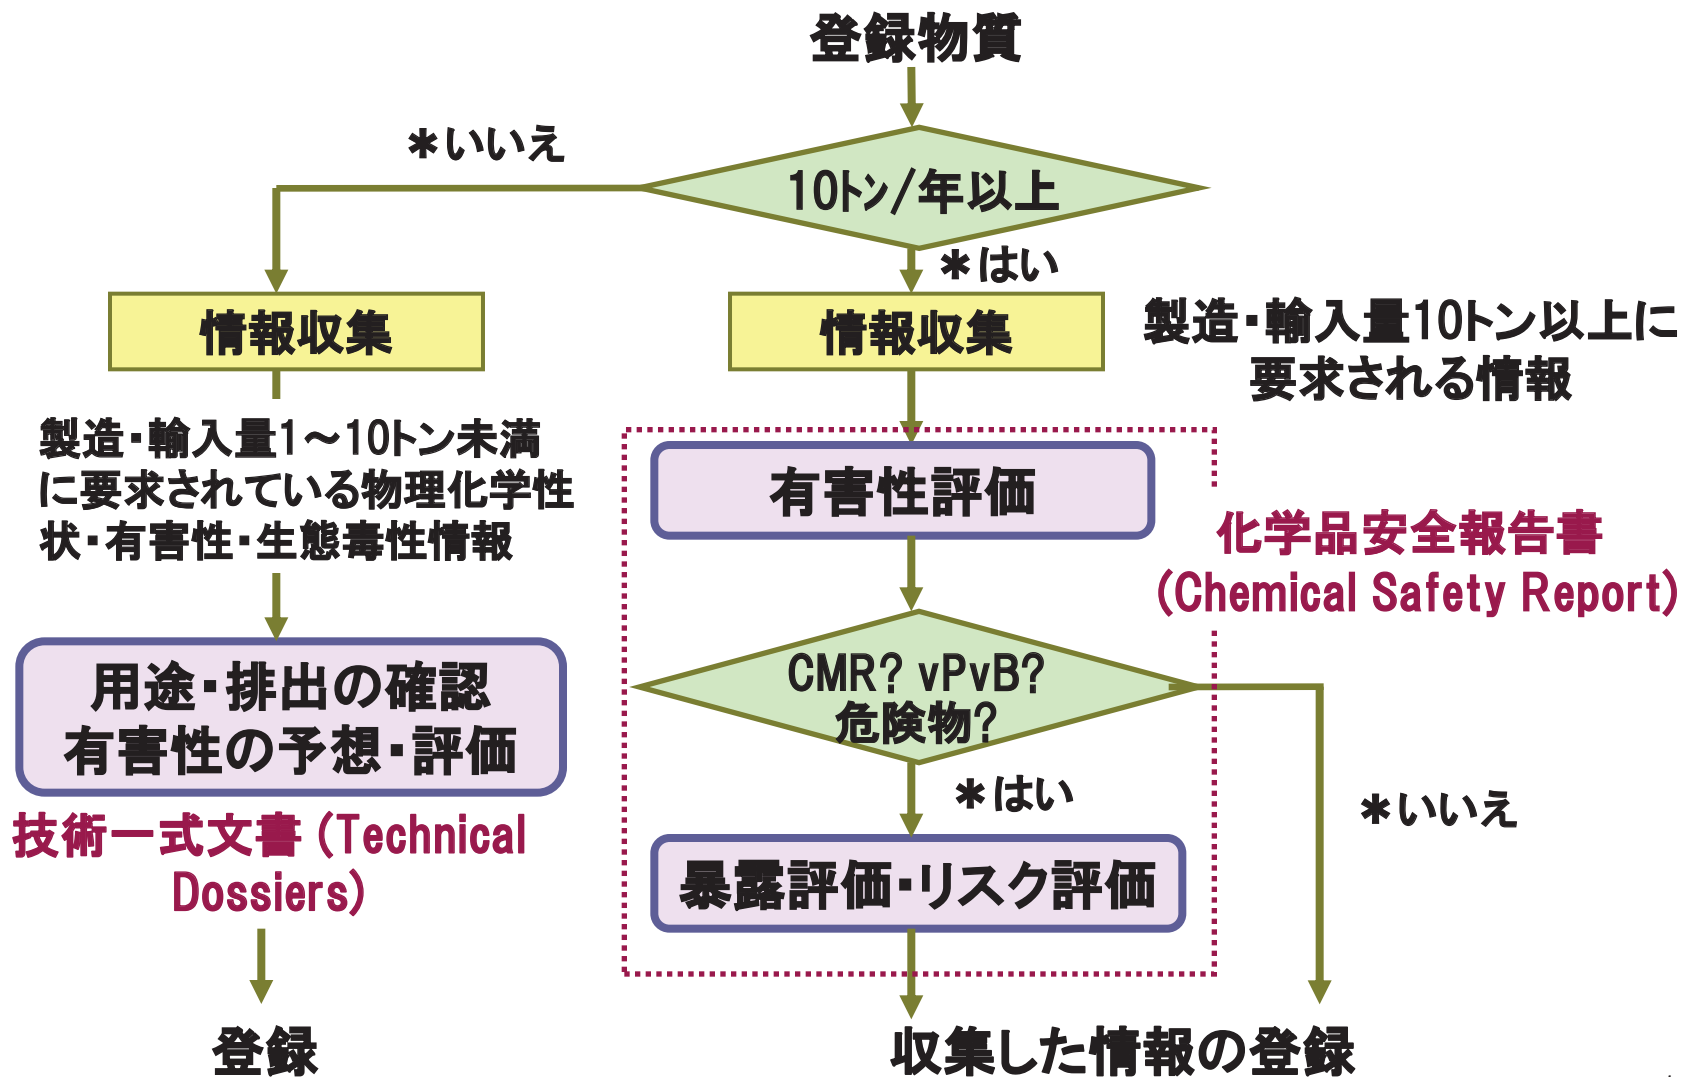 登録物質
＊いいえ
10トン/年以上
＊はい
情報収集
情報収集
製造・輸入量10トン以上に
要求される情報
製造・輸入量1～10トン未満
に要求されている物理化学性
状・有害性・生態毒性情報
有害性評価
化学品安全報告書
(Chemical Safety Report)
用途・排出の確認
有害性の予想・評価
CMR? vPvB?
危険物?
＊はい
＊いいえ
技術一式文書(Technical
Dossiers)
暴露評価・リスク評価
登録
収集した情報の登録